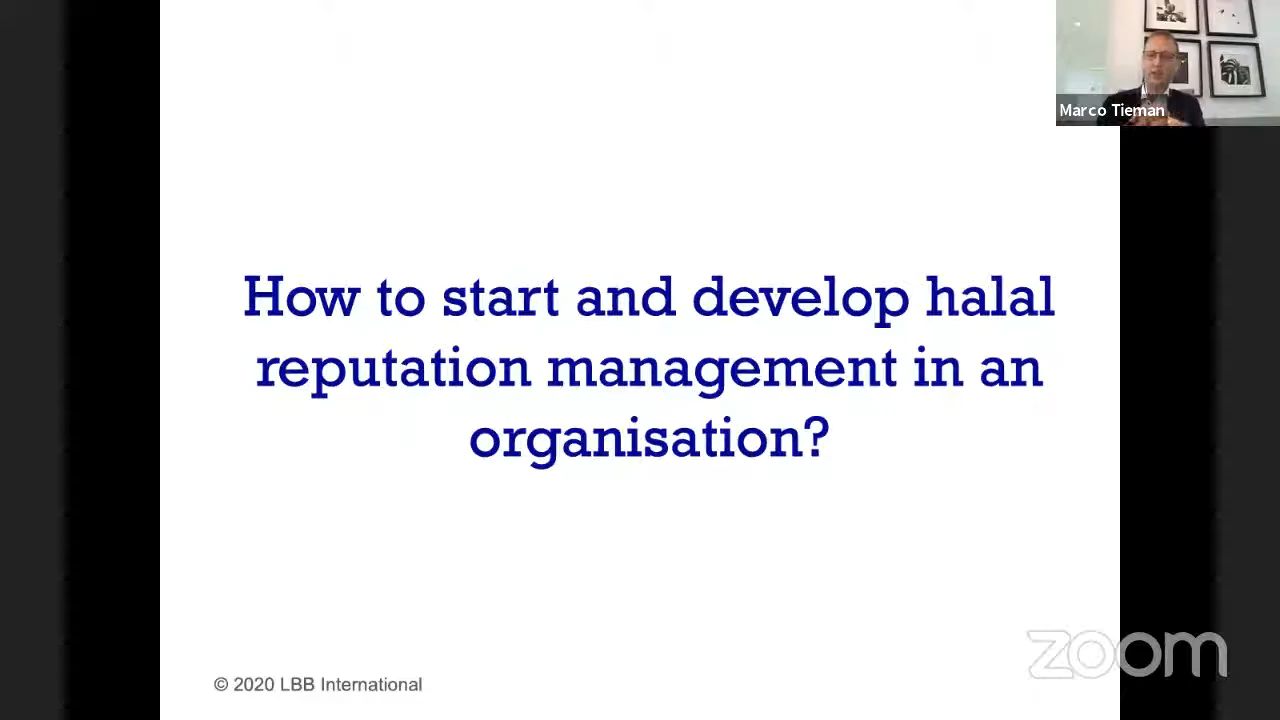 Marco Tieman
How to start and develop halal
reputation management in an
organisation?
zoom
© 2020 LBB International